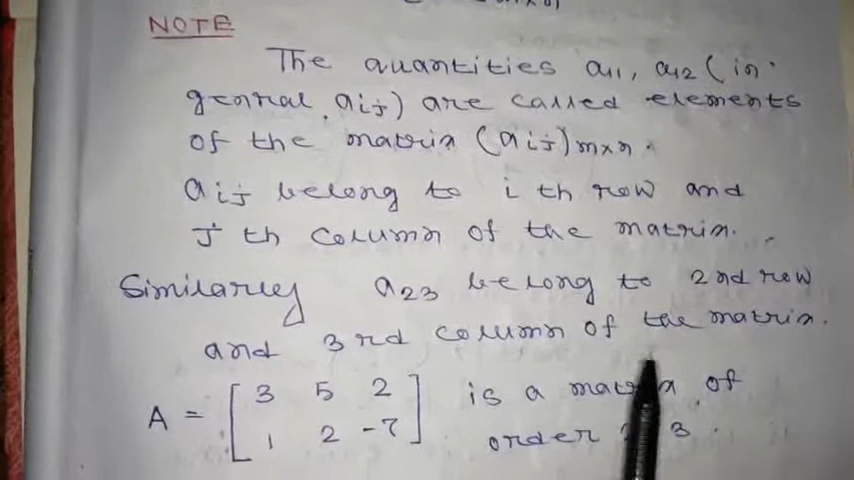 NOTE
The quantities a11, a12 (in
genral aij) are called elements
of the matrix (aij)m×n.
aij belong to i th row and
J th column of the matrix.
Similarly a23 belong to 2nd row
and 3rd column of the matrix.
A = [3 5 2
1 2 -7] is a matrix of
order 3.